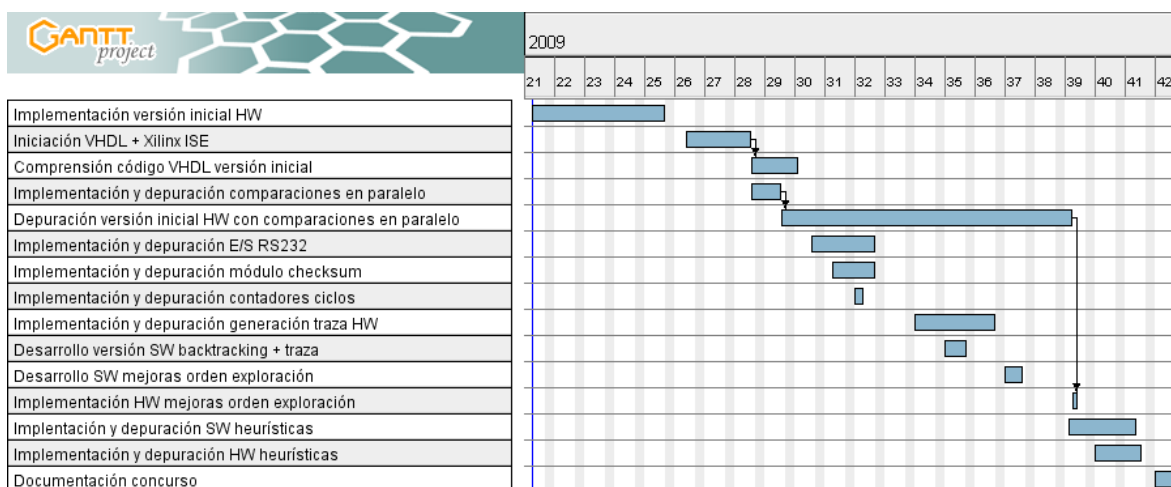 GANTT
project
2009
21 22 23 24 25 26 27 28 29 30 31 32 33 34 35 36 37 38 39 40 41 42
Implementación versión inicial HW
Iniciación VHDL + Xilinx ISE
Comprensión código VHDL versión inicial
Implementación y depuración comparaciones en paralelo
Depuración versión inicial HW con comparaciones en paralelo
Implementación y depuración E/S RS232
Implementación y depuración módulo checksum
Implementación y depuración contadores ciclos
Implementación y depuración generación traza HW
Desarrollo versión SW backtracking + traza
Desarrollo SW mejoras orden exploración
Implementación HW mejoras orden exploración
Implentación y depuración SW heurísticas
Implementación y depuración HW heurísticas
Documentación concurso